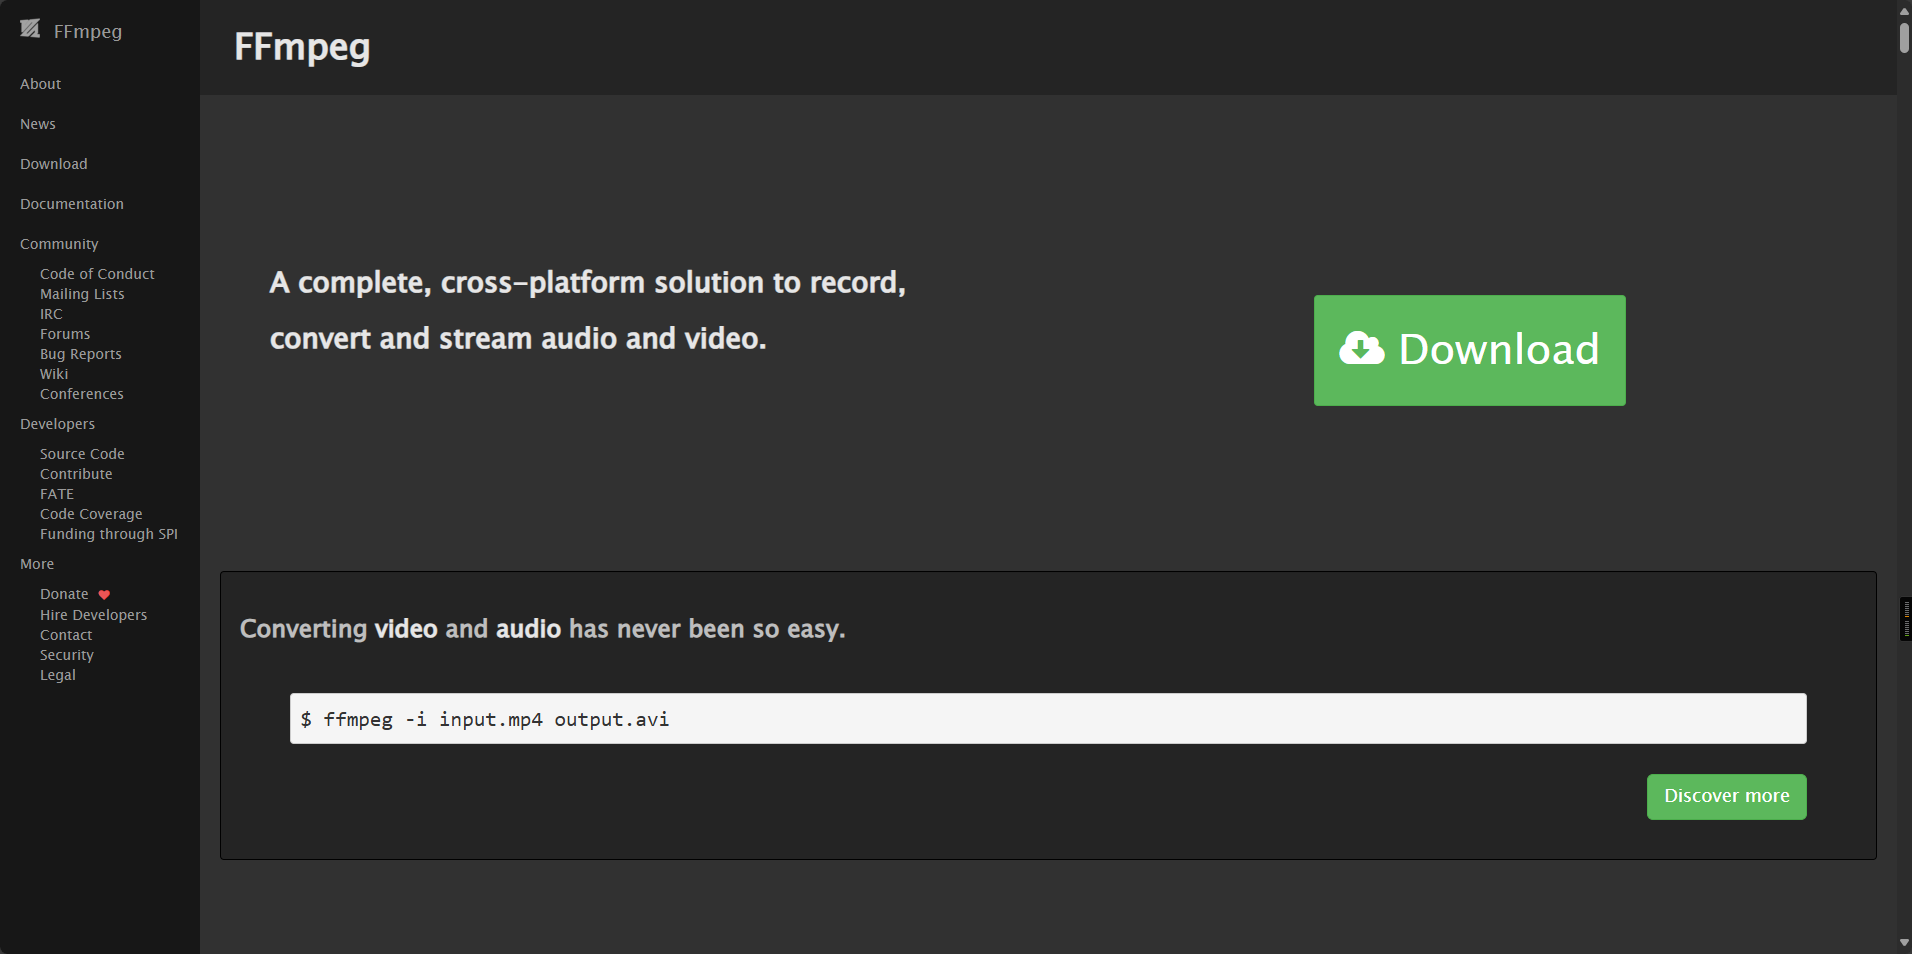 FFmpeg
About
News
Download
Documentation
Community
Code of Conduct
Mailing Lists
IRC
Forums
Bug Reports
Wiki
Conferences
Developers
Source Code
Contribute
FATE
Code Coverage
Funding through SPI
More
Donate
Hire Developers
Contact
Security
Legal
FFmpeg
A complete, cross-platform solution to record,
convert and stream audio and video.
Download
Converting video and audio has never been so easy.
$ ffmpeg -i input.mp4 output.avi
Discover more